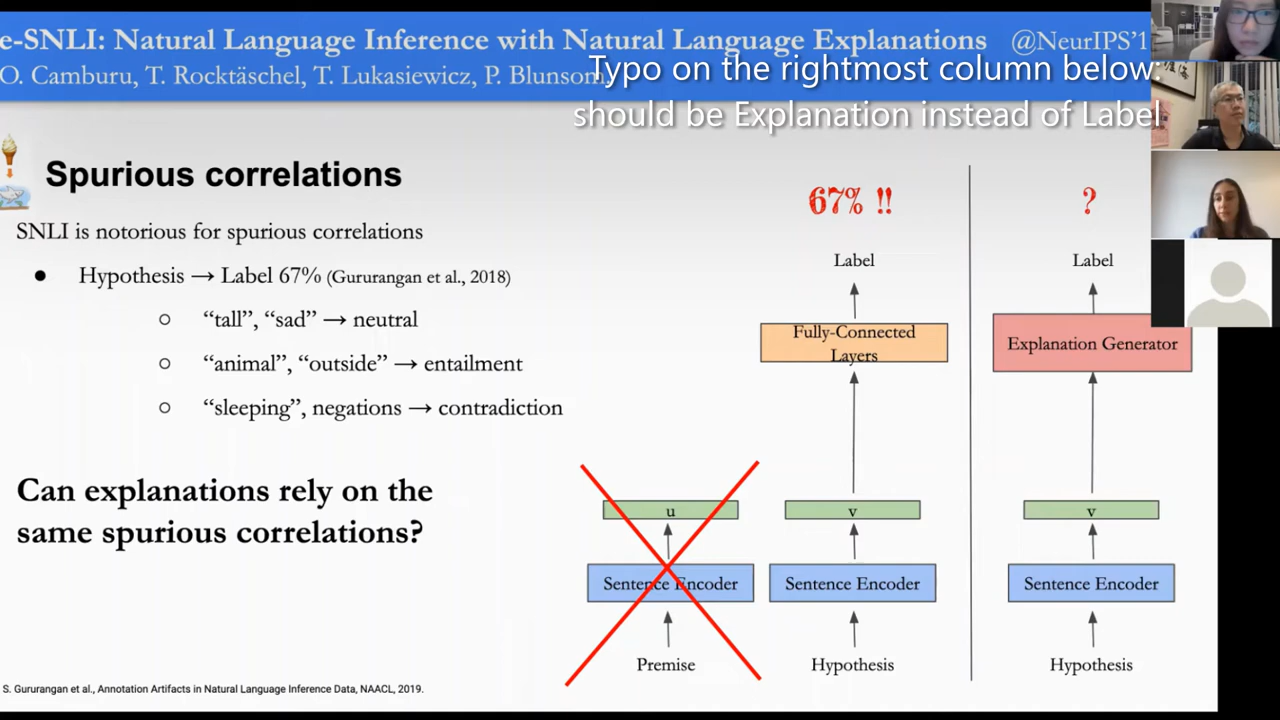 e-SNLI: Natural Language Inference with Natural Language Explanations @NeurIPS'1
O. Camburu, T. Rocktäschel, T. Lukasiewicz, P. Blunsom
Typo on the rightmost column below:
should be Explanation instead of Label
Spurious correlations
SNLI is notorious for spurious correlations
● Hypothesis → Label 67% (Gururangan et al., 2018)
○ “tall”, “sad” → neutral
○ “animal”, “outside” → entailment
○ “sleeping”, negations → contradiction
Can explanations rely on the
same spurious correlations?
67% !!
Label
Fully-Connected
Layers
u
v
Sentence Encoder
Sentence Encoder
Premise
Hypothesis
?
Label
Explanation Generator
v
Sentence Encoder
Hypothesis
S. Gururangan et al., Annotation Artifacts in Natural Language Inference Data, NAACL, 2019.